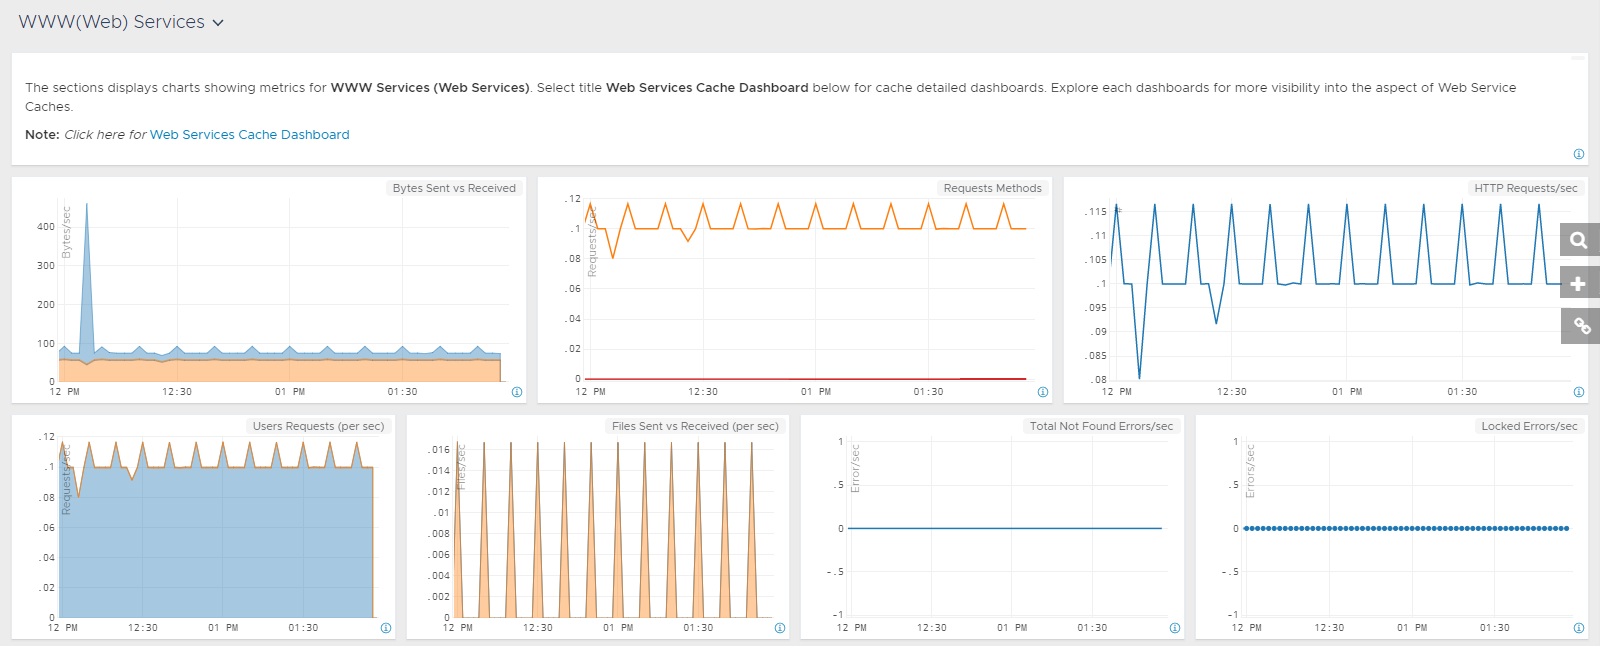 WWW(Web) Services
The sections displays charts showing metrics for WWW Services (Web Services). Select title Web Services Cache Dashboard below for cache detailed dashboards. Explore each dashboards for more visibility into the aspect of Web Service
Caches.
Note: Click here for Web Services Cache Dashboard
Bytes Sent vs Received
Bytes/sec
400
300
200
100
0
12 PM 12:30 01 PM 01:30
Requests Methods
Requests/sec
.12
.1
.08
.06
.04
.02
0
12 PM 12:30 01 PM 01:30
HTTP Requests/sec
.115
.11
.105
.1
.095
.09
.085
.08
12 PM 12:30 01 PM 01:30
Users Requests (per sec)
Requests/sec
.12
.1
.08
.06
.04
.02
0
12 PM 12:30 01 PM 01:30
Files Sent vs Received (per sec)
Files/sec
.016
.014
.012
.01
.008
.006
.004
.002
0
12 PM 12:30 01 PM 01:30
Total Not Found Errors/sec
Error/sec
1
.5
0
-.5
-1
12 PM 12:30 01 PM 01:30
Locked Errors/sec
Errors/sec
1
.5
0
-.5
-1
12 PM 12:30 01 PM 01:30